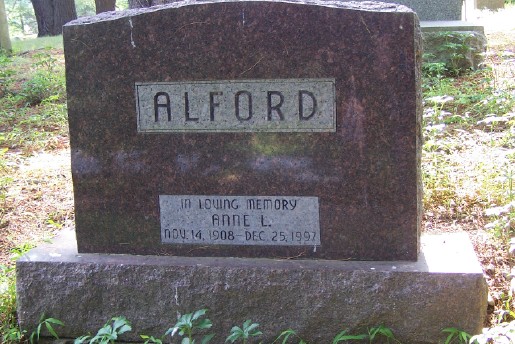 ALFORD
IN LOVING MEMORY
ANNE L.
NOV. 14, 1908 - DEC. 25, 1997